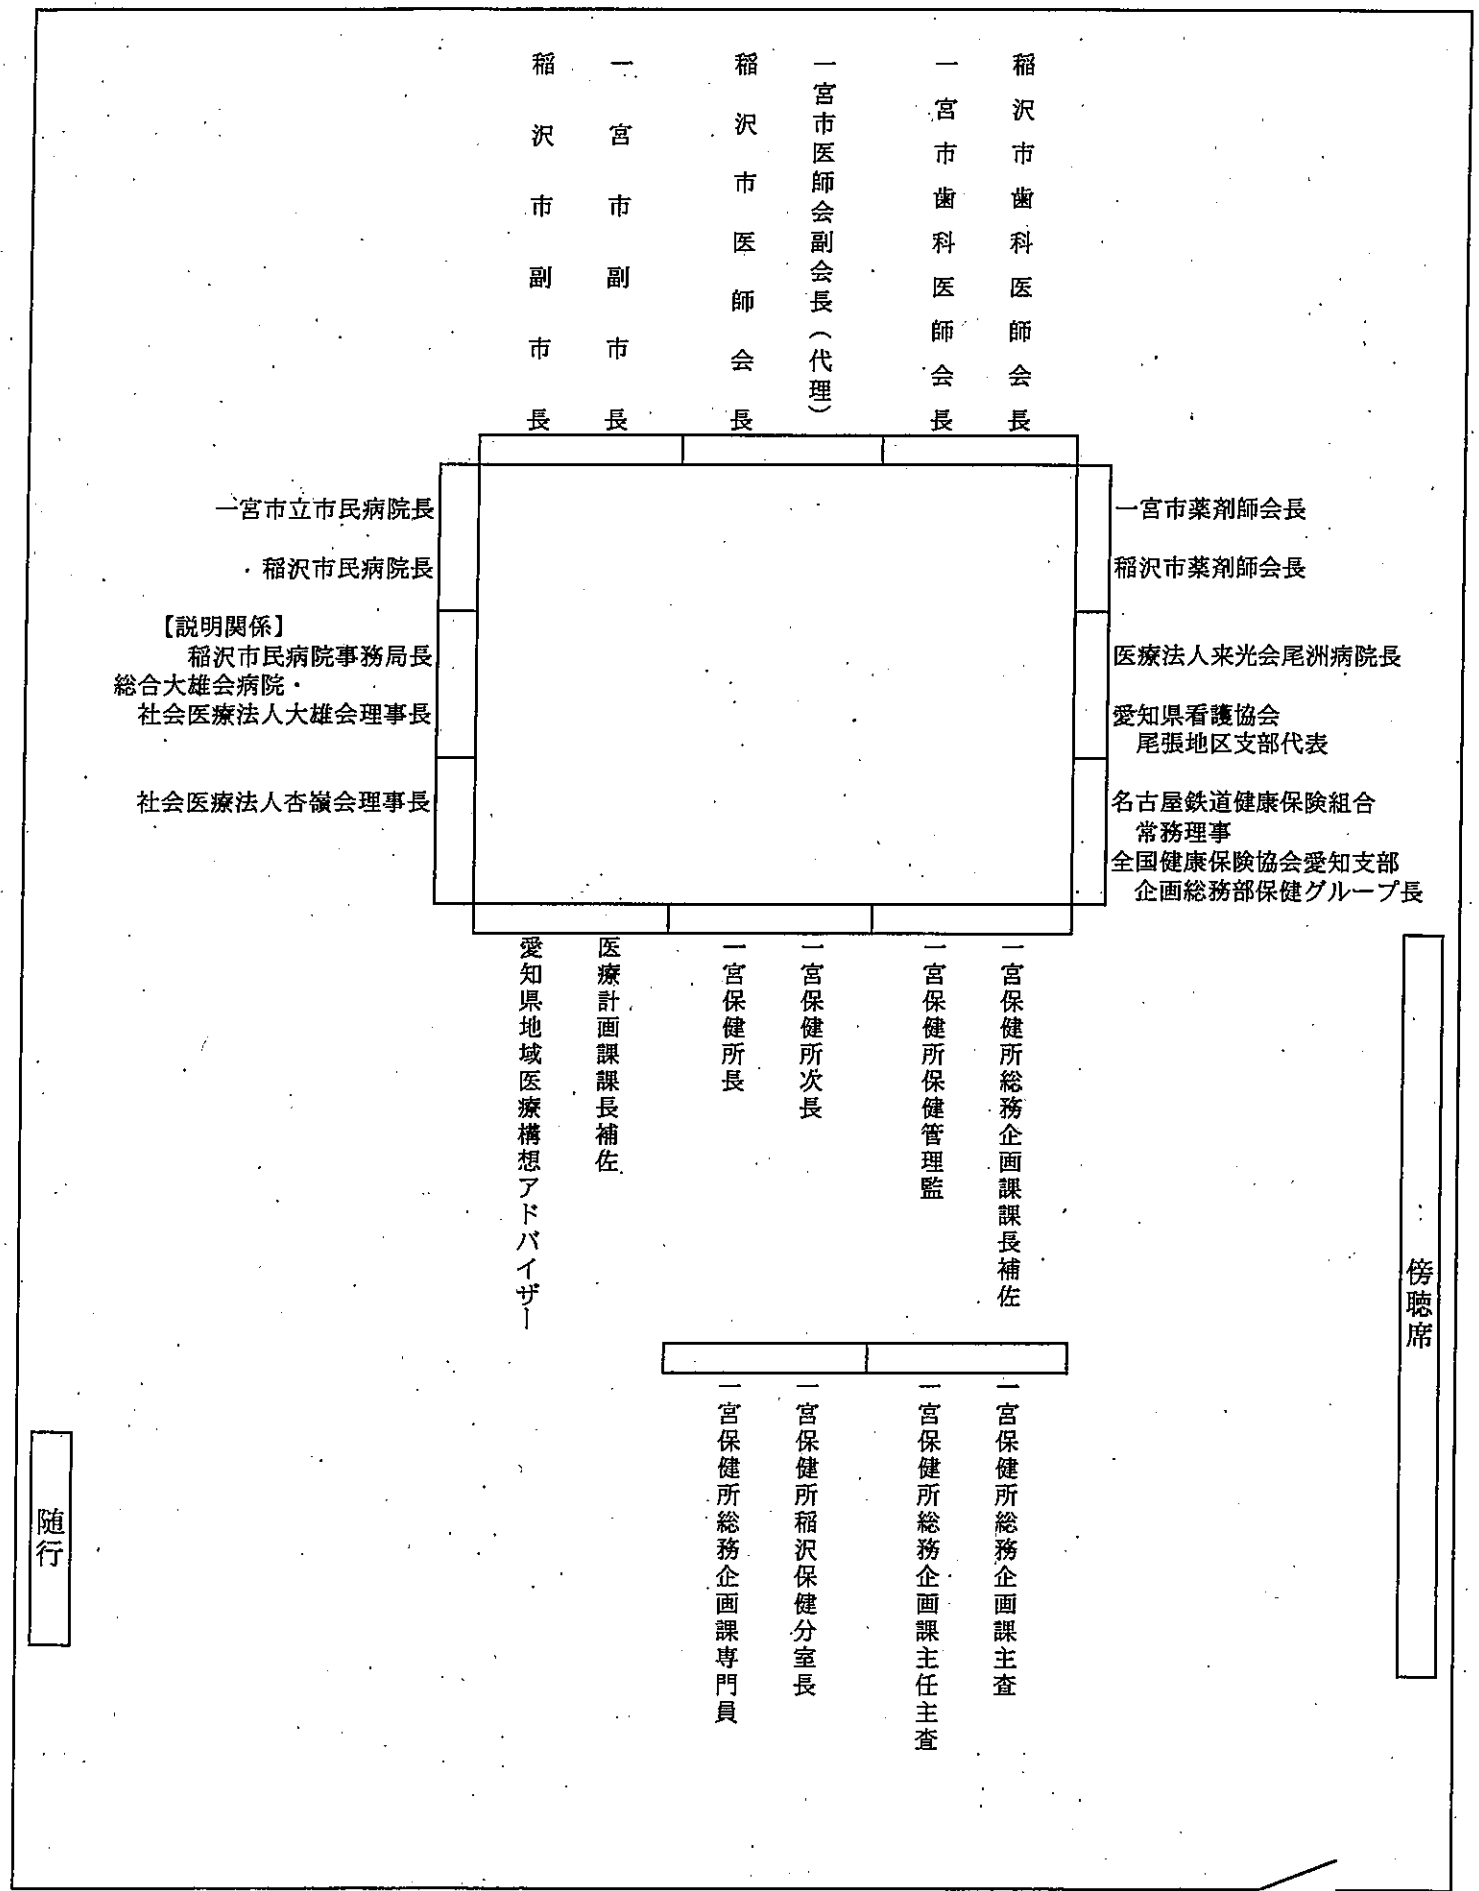 稲沢市副市長
一宮市副市長
稲沢市医師会長
一宮市医師会副会長（代理）
一宮市歯科医師会長
稲沢市歯科医師会長
一宮市立市民病院長
稲沢市民病院長
【説明関係】
稲沢市民病院事務局長
総合大雄会病院・
社会医療法人大雄会理事長
社会医療法人杏嶺会理事長
一宮市薬剤師会長
稲沢市薬剤師会長
医療法人来光会尾洲病院長
愛知県看護協会
尾張地区支部代表
名古屋鉄道健康保険組合
常務理事
全国健康保険協会愛知支部
企画総務部保健グループ長
愛知県地域医療構想アドバイザー
医療計画課課長補佐
一宮保健所長
一宮保健所次長
一宮保健所保健管理監
一宮保健所総務企画課課長補佐
一宮保健所総務企画課専門員
一宮保健所稲沢保健分室長
一宮保健所総務企画課主任主査
一宮保健所総務企画課主査
傍聴席
随行